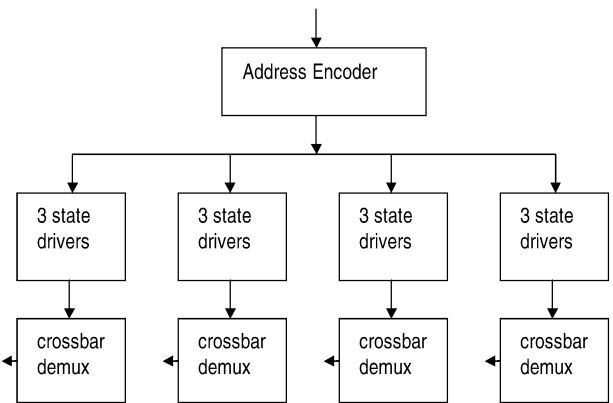 Address Encoder
3 state
drivers
3 state
drivers
3 state
drivers
3 state
drivers
crossbar
demux
crossbar
demux
crossbar
demux
crossbar
demux